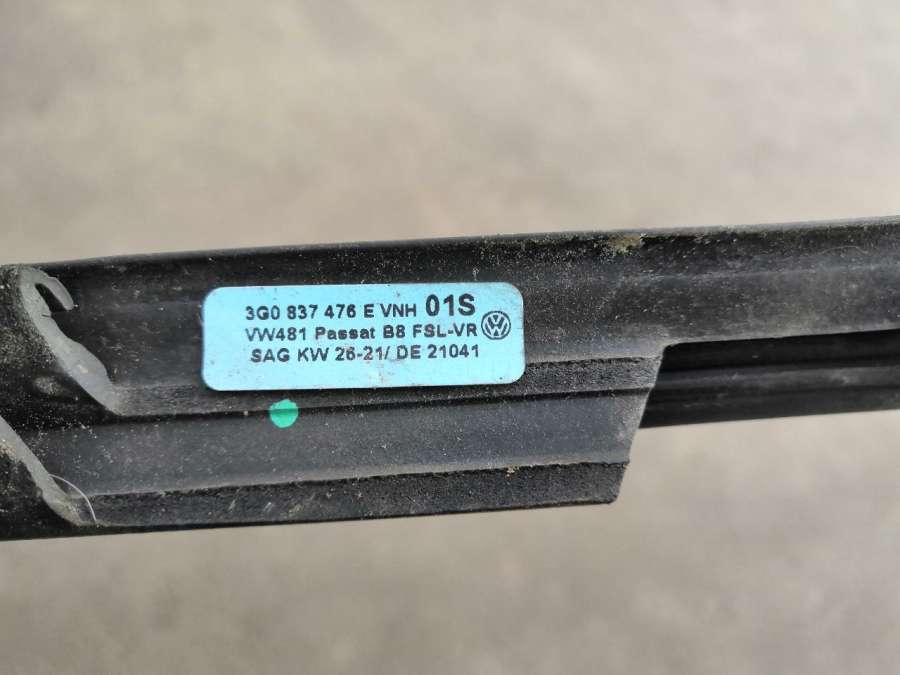 3G0 837 476 E VNH 01S
VW481 Passat B8 FSL-VR
SAG KW 26-21/ DE 21041